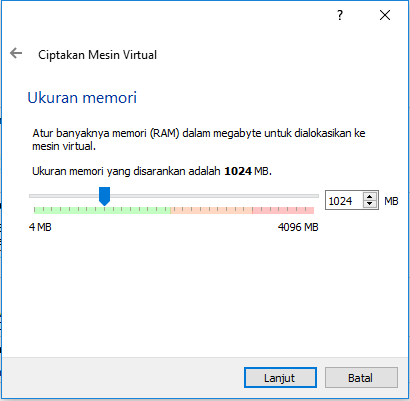 ?
Ciptakan Mesin Virtual
Ukuran memori
Atur banyaknya memori (RAM) dalam megabyte untuk dialokasikan ke
mesin virtual.
Ukuran memori yang disarankan adalah 1024 MB.
1024 MB
4 MB 4096 MB
Lanjut Batal